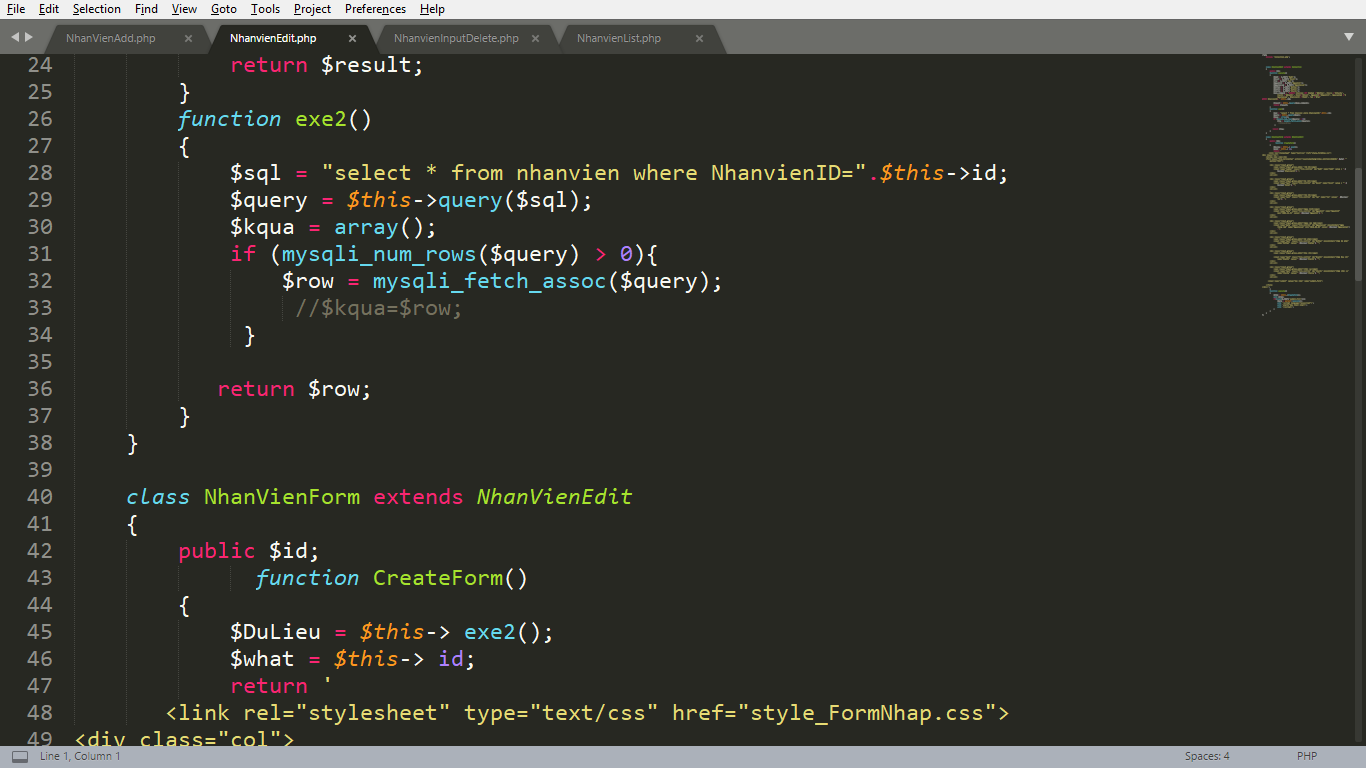 File Edit Selection Find View Goto Tools Project Preferences Help
NhanVienAdd.php × NhanvienEdit.php × NhanvienInputDelete.php × NhanvienList.php ×
24 return $result;
25 }
26 function exe2()
27 {
28 $sql = "select * from nhanvien where NhanvienID=".$this->id;
29 $query = $this->query($sql);
30 $kqua = array();
31 if (mysqli_num_rows($query) > 0){
32 $row = mysqli_fetch_assoc($query);
33 //$kqua=$row;
34 }
35
36 return $row;
37 }
38 }
39
40 class NhanVienForm extends NhanVienEdit
41 {
42 public $id;
43 function CreateForm()
44 {
45 $DuLieu = $this-> exe2();
46 $what = $this-> id;
47 return '
48 <link rel="stylesheet" type="text/css" href="style_FormNhap.css">
49 <div class="col">
Line 1, Column 1 Spaces: 4 PHP